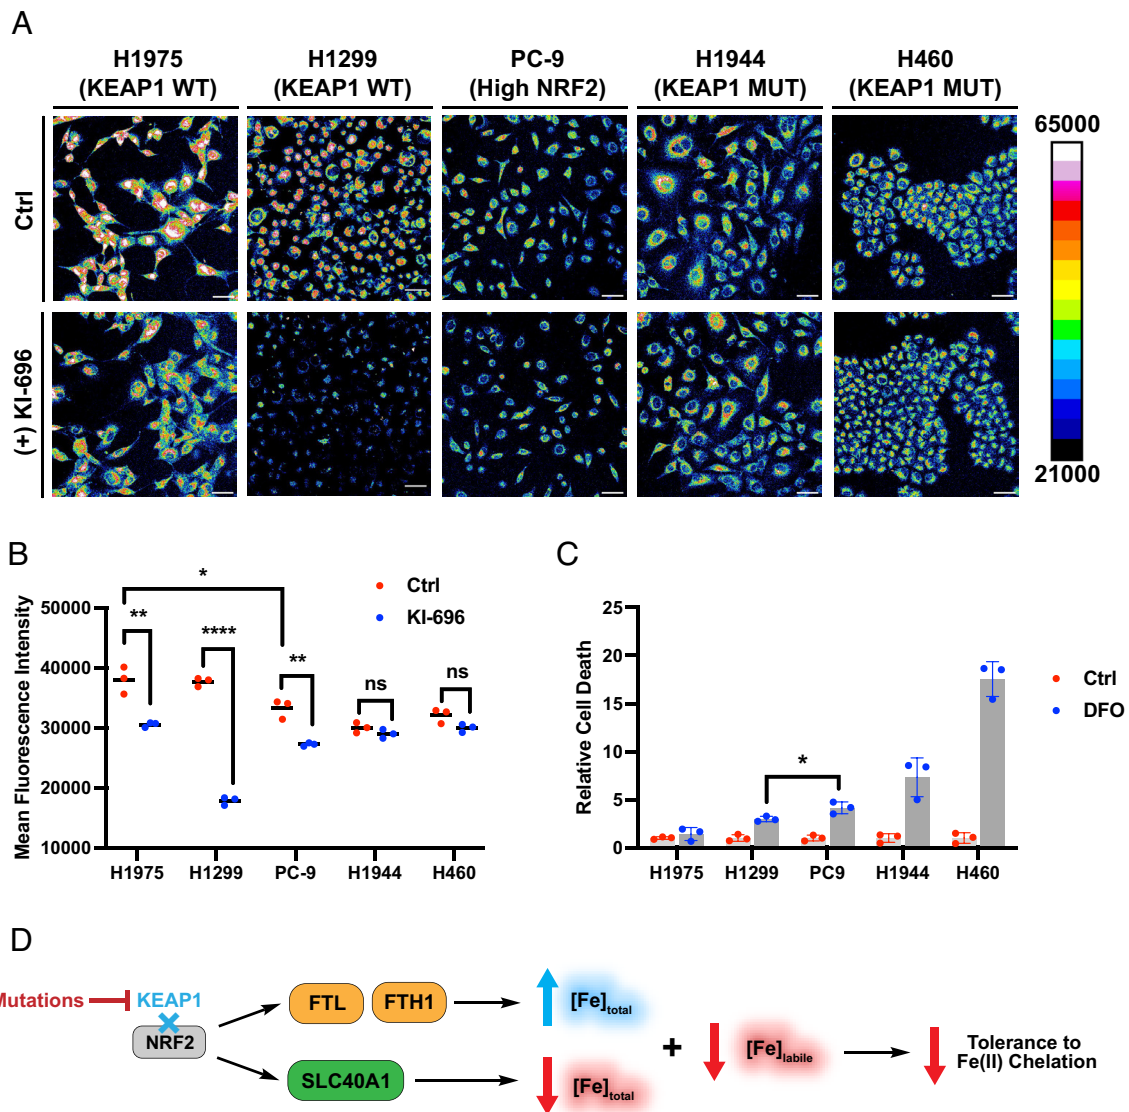 A
H1975
(KEAP1 WT)
H1299
(KEAP1 WT)
PC-9
(High NRF2)
H1944
(KEAP1 MUT)
H460
(KEAP1 MUT)
Ctrl
(+) KI-696
65000
21000
B
Mean Fluorescence Intensity
50000
40000
30000
20000
10000
*
**
****
**
ns
ns
Ctrl
KI-696
H1975
H1299
PC-9
H1944
H460
C
Relative Cell Death
25
20
15
10
5
0
*
Ctrl
DFO
H1975
H1299
PC9
H1944
H460
D
Mutations
KEAP1
NRF2
FTL
FTH1
SLC40A1
[Fe]total
[Fe]total
+
[Fe]labile
Tolerance to
Fe(II) Chelation